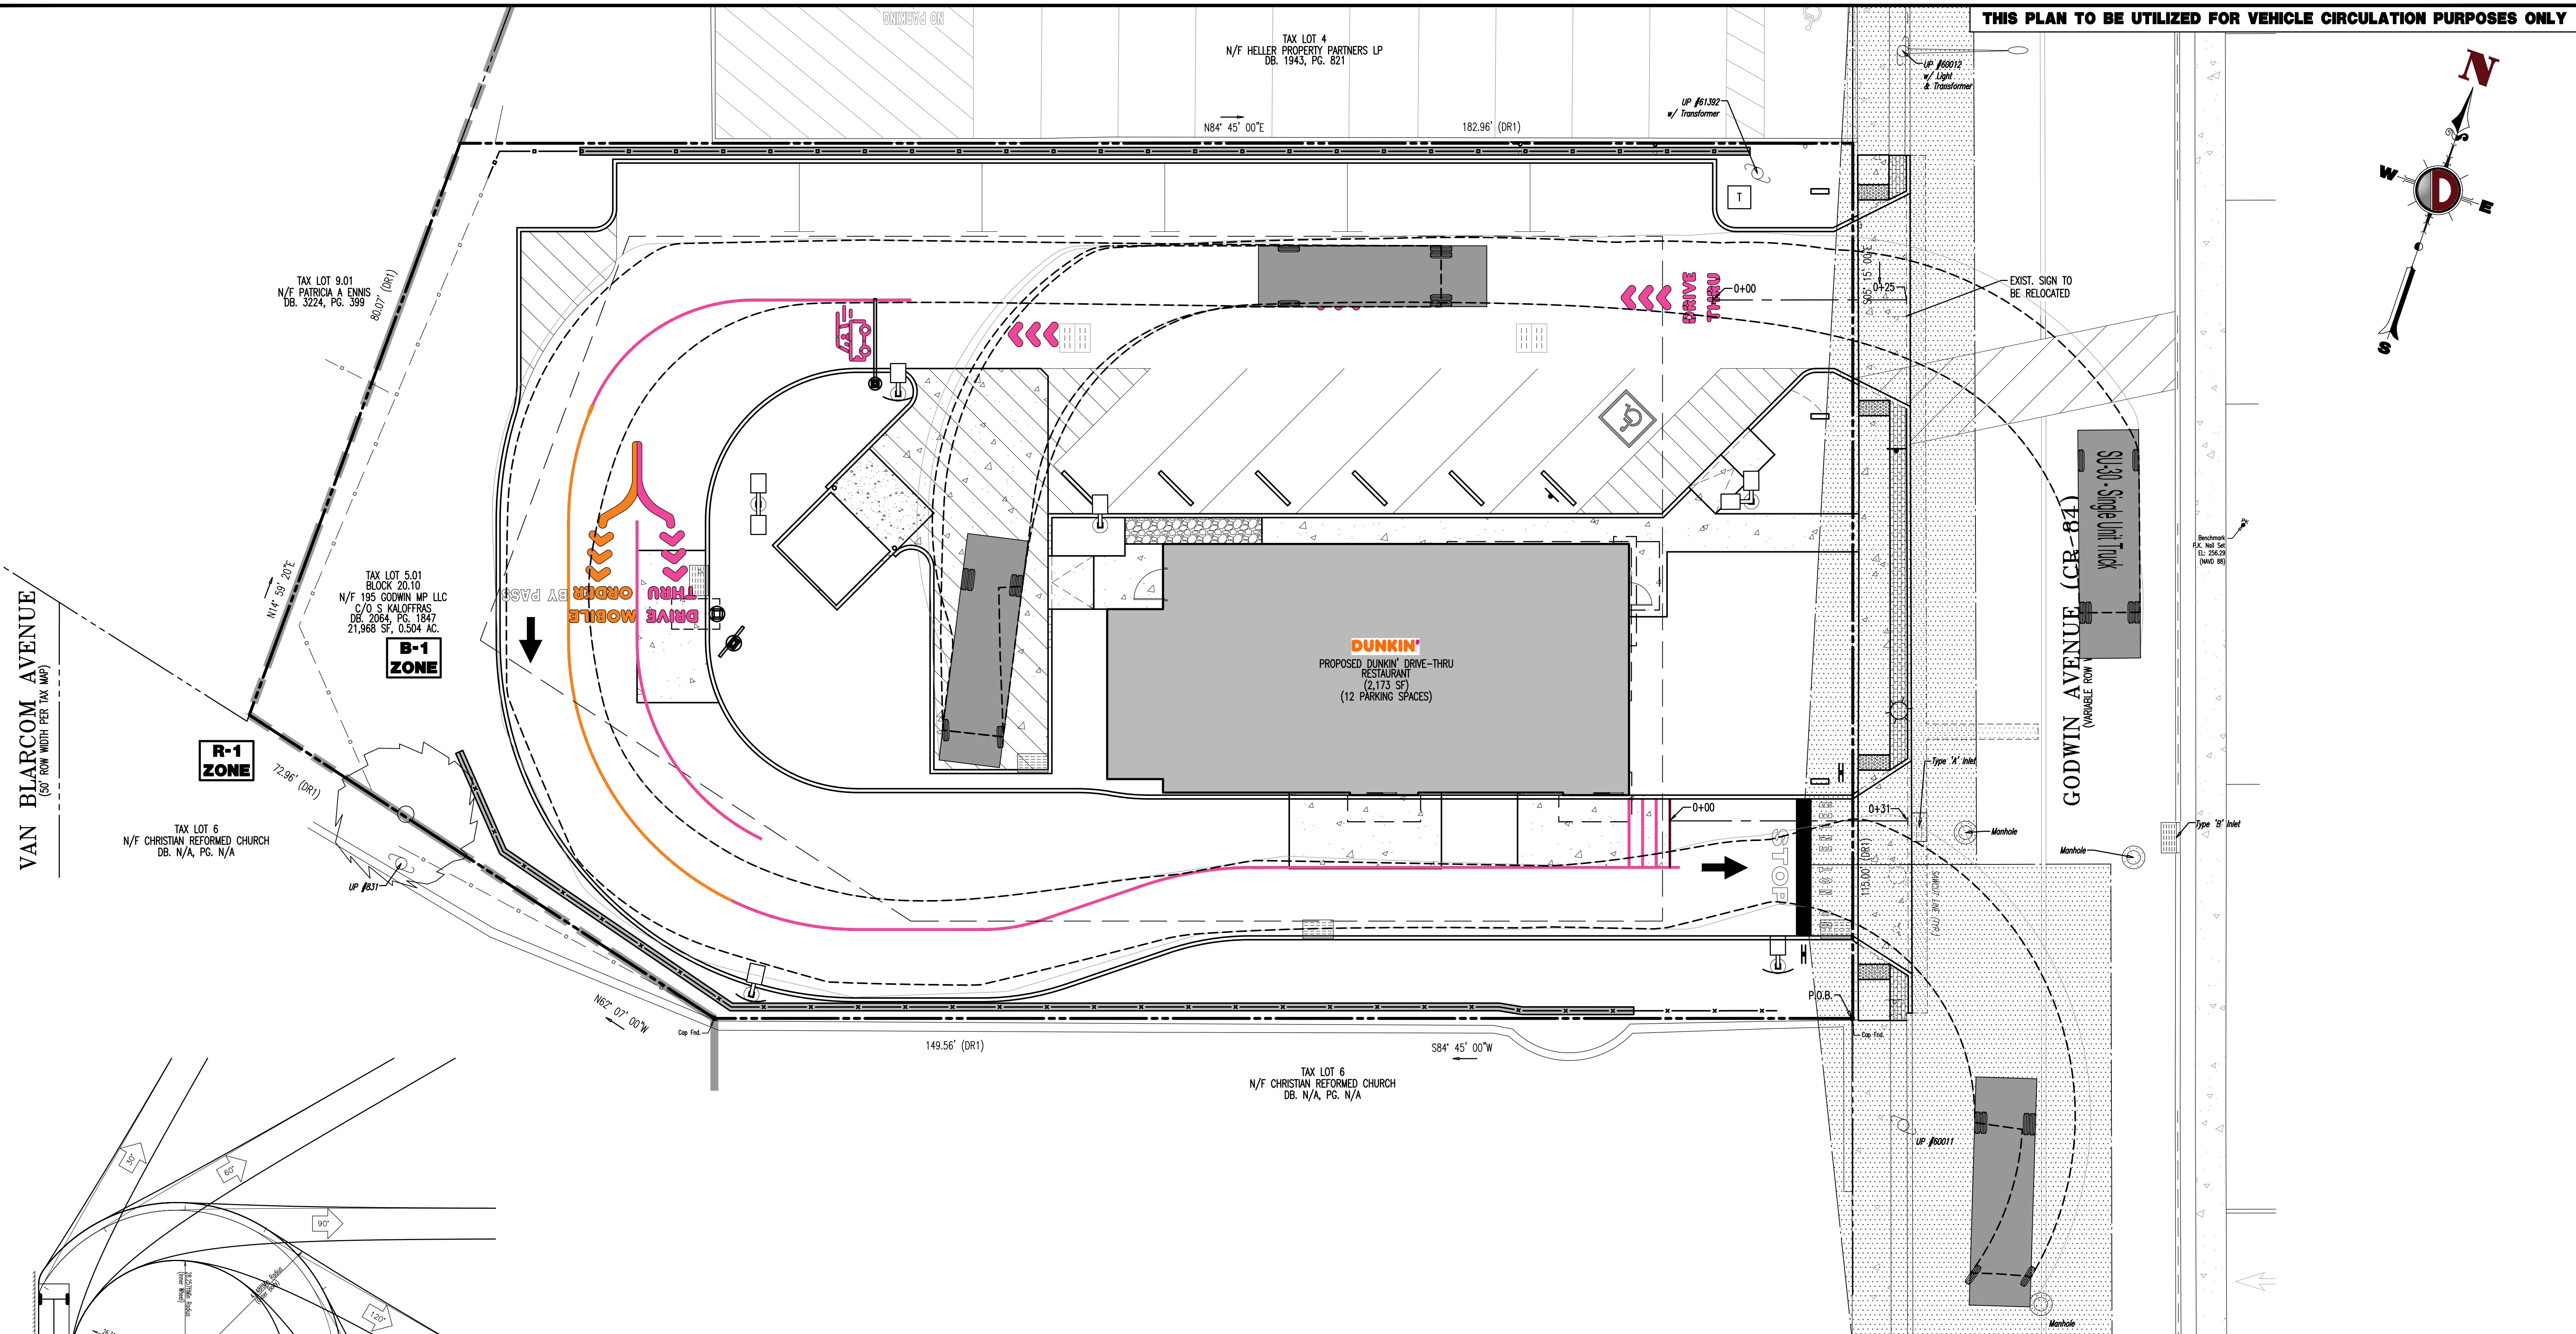 THIS PLAN TO BE UTILIZED FOR VEHICLE CIRCULATION PURPOSES ONLY
NO PARKING
TAX LOT 4
N/F HELLER PROPERTY PARTNERS LP
DB. 1943, PG. 821
UP #60012
w/ Light
& Transformer
N
W
D
E
S
UP #61392
w/ Transformer
N84° 45' 00"E
182.96' (DR1)
T
TAX LOT 9.01
N/F PATRICIA A ENNIS
DB. 3224, PG. 399
80.07' (DR1)
N14° 59' 20"E
DRIVE
THRU
0+00
S05° 15' 00"E
0+25
EXIST. SIGN TO
BE RELOCATED
SU-30 - Single Unit Truck
GODWIN AVENUE (CR-84)
(VARIABLE ROW
Benchmark
P.K. Nail Set
EL: 256.29
(NAVD 88)
VAN BLARCOM AVENUE
(50' ROW WIDTH PER TAX MAP)
TAX LOT 5.01
BLOCK 20.10
N/F 195 GODWIN MP LLC
C/O S KALOFFRAS
DB. 2064, PG. 1847
21,968 SF, 0.504 AC.
B-1
ZONE
BY PASS
MOBILE
ORDER
DRIVE
THRU
DUNKIN'
PROPOSED DUNKIN' DRIVE-THRU
RESTAURANT
(2,173 SF)
(12 PARKING SPACES)
R-1
ZONE
72.96' (DR1)
TAX LOT 6
N/F CHRISTIAN REFORMED CHURCH
DB. N/A, PG. N/A
UP #831
Type 'A' Inlet
0+00
0+31
STOP
115.00' (DR1)
SAWCUT LINE (TYP.)
Manhole
Manhole
Type 'B' Inlet
N62° 07' 00"W
Cap Fnd.
P.O.B.
Cap Fnd.
149.56' (DR1)
S84° 45' 00"W
TAX LOT 6
N/F CHRISTIAN REFORMED CHURCH
DB. N/A, PG. N/A
UP #60011
Manhole
30°
60°
90°
120°